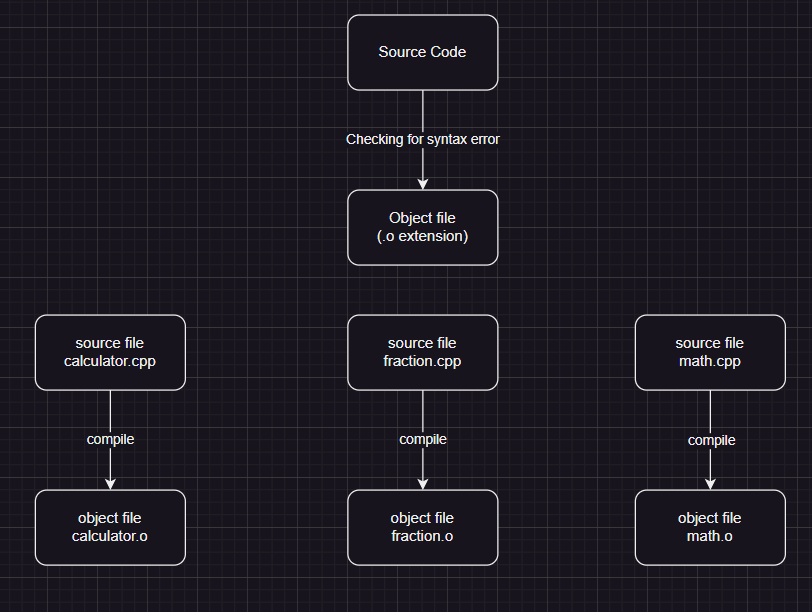 Source Code
Checking for syntax error
Object file
(.o extension)
source file
calculator.cpp
source file
fraction.cpp
source file
math.cpp
compile
compile
compile
object file
calculator.o
object file
fraction.o
object file
math.o